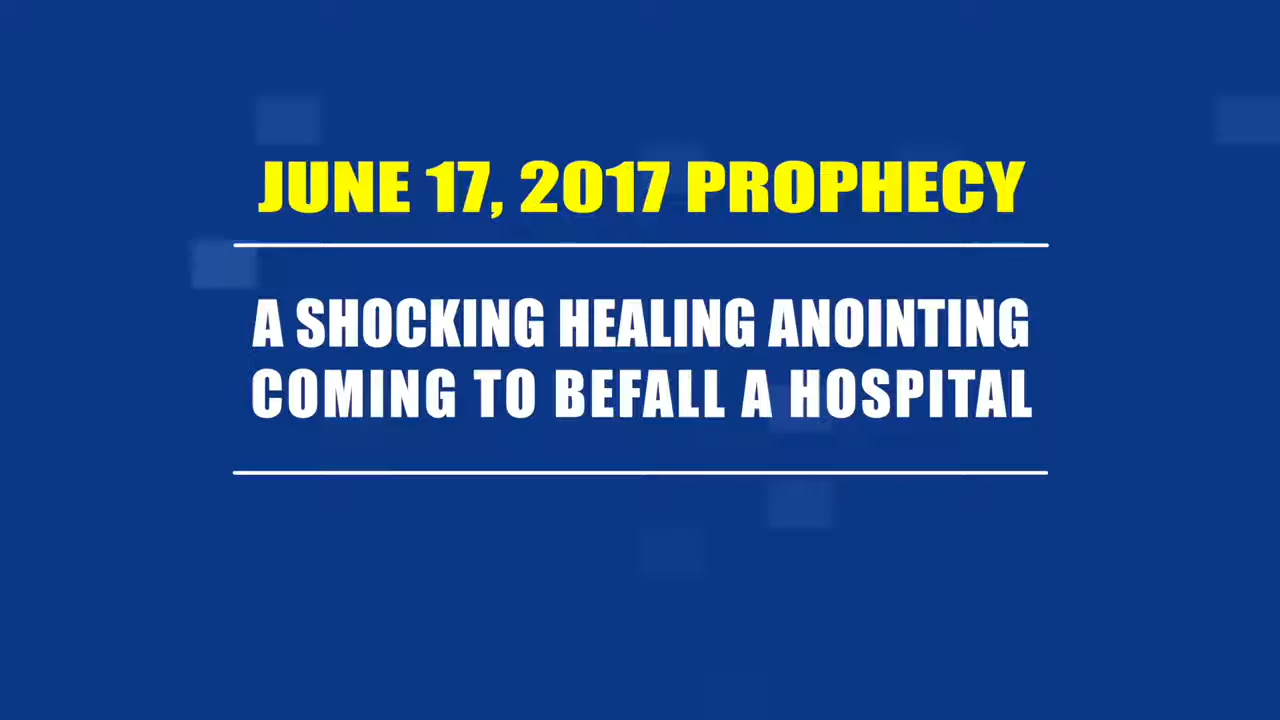 JUNE 17, 2017 PROPHECY
A SHOCKING HEALING ANOINTING
COMING TO BEFALL A HOSPITAL